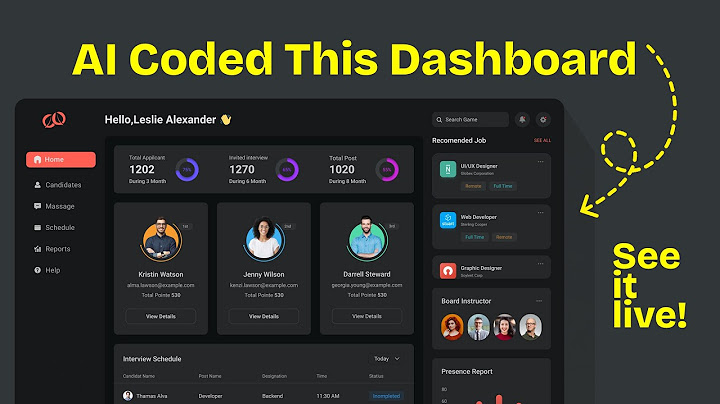 AI Coded This Dashboard
Hello,Leslie Alexander 👋
Search Game
Home
Candidates
Massage
Schedule
Reports
Help
Total Applicant
1202
During 3 Month
75%
Invited interview
1270
During 6 Month
63%
Total Post
1020
During 8 Month
55%
1st
Kristin Watson
alma.lawson@example.com
Total Pointe 530
View Details
2nd
Jenny Wilson
kenzi.lawson@example.com
Total Pointe 530
View Details
3rd
Darrell Steward
georgia.young@example.com
Total Pointe 530
View Details
Interview Schedule
Today
Candidat Name Post Name Designation Time Status
Thamas Alva Developer Backend 11:30 AM Incompleted
Recomended Job
SEE ALL
UI/UX Designer
Globex Corporation
Remote Full Time
stuart
Web Developer
Sterling Cooper
Full Time Remote
Graphic Designer
Soylent Corp
Board Instructor
Presence Report
80
60
See
it
live!